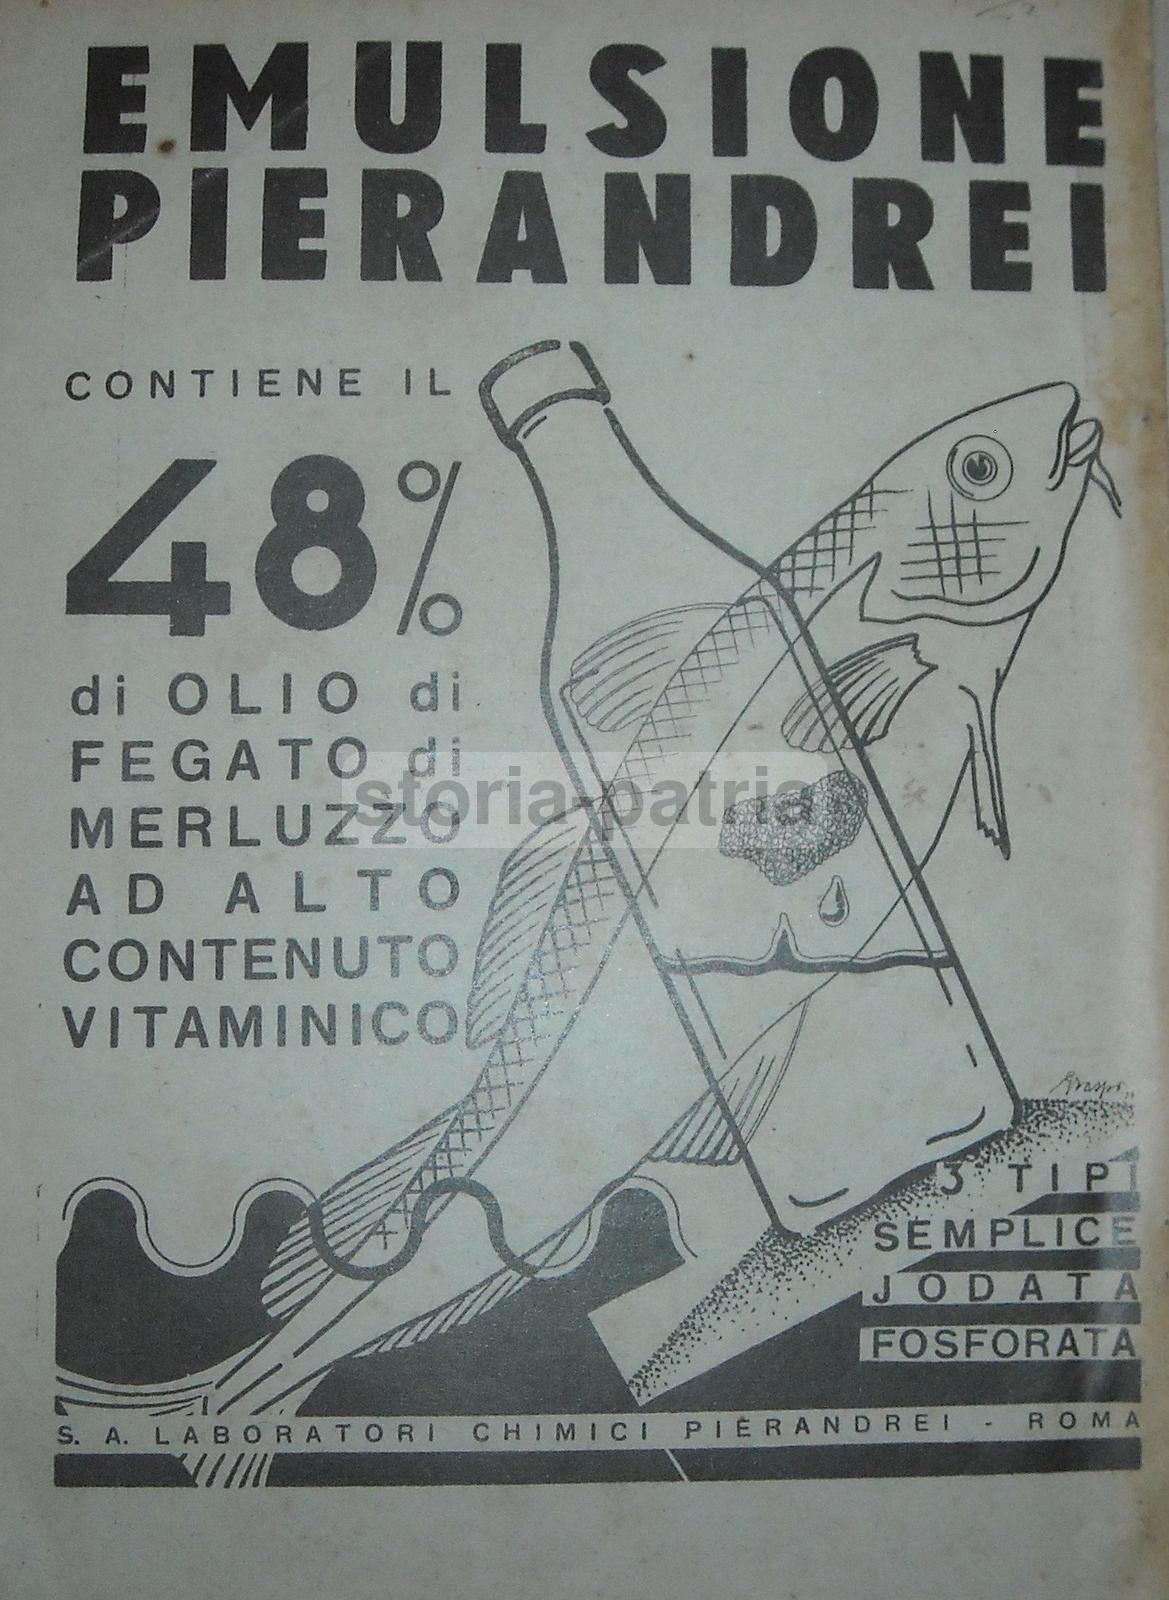 EMULSIONE
PIERANDREI
CONTIENE IL
48%
di OLIO di
FEGATO di
MERLUZZO
AD ALTO
CONTENUTO
VITAMINICO
storia-patria
3 TIPI
SEMPLICE
JODATA
FOSFORATA
S. A. LABORATORI CHIMICI PIERANDREI - ROMA